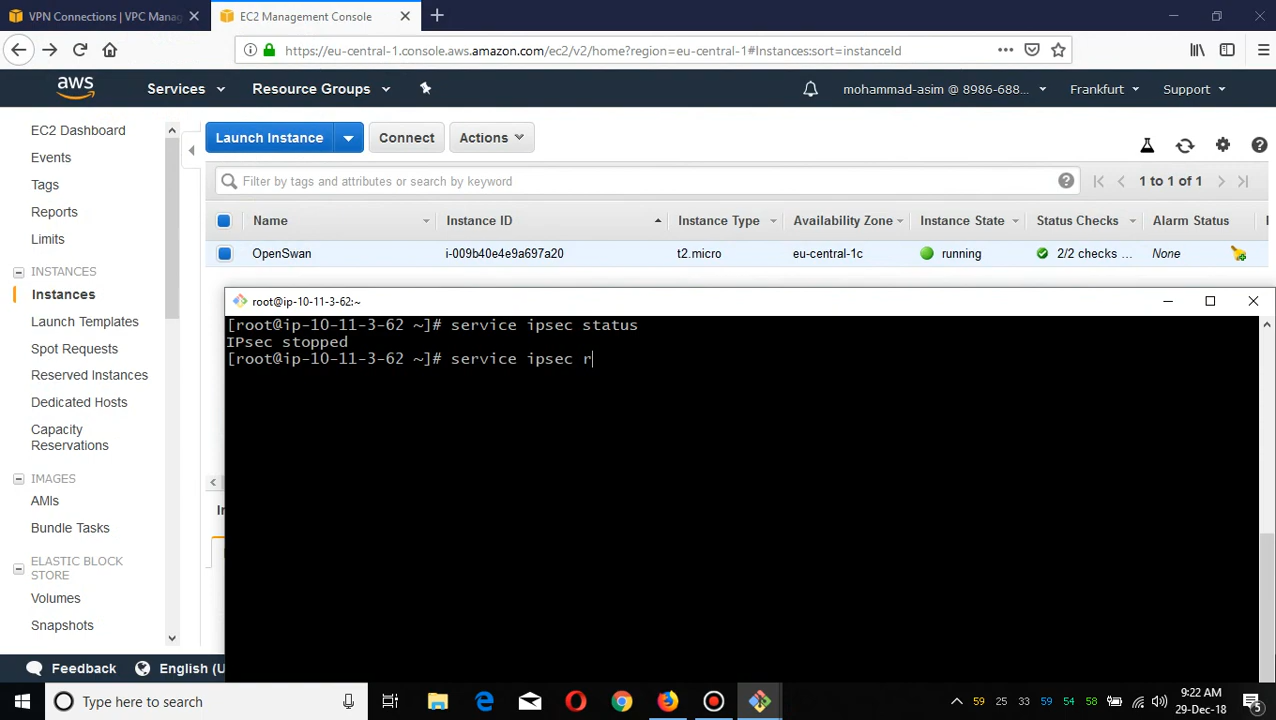 VPN Connections | VPC Manag
EC2 Management Console
https://eu-central-1.console.aws.amazon.com/ec2/v2/home?region=eu-central-1#Instances:sort=instanceId
aws
Services
Resource Groups
mohammad-asim @ 8986-688...
Frankfurt
Support
EC2 Dashboard
Events
Tags
Reports
Limits
INSTANCES
Instances
Launch Templates
Spot Requests
Reserved Instances
Dedicated Hosts
Capacity
Reservations
IMAGES
AMIs
Bundle Tasks
ELASTIC BLOCK
STORE
Volumes
Snapshots
Launch Instance
Connect
Actions
Filter by tags and attributes or search by keyword
1 to 1 of 1
Name
Instance ID
Instance Type
Availability Zone
Instance State
Status Checks
Alarm Status
OpenSwan
i-009b40e4e9a697a20
t2.micro
eu-central-1c
running
2/2 checks ...
None
root@ip-10-11-3-62:~
[root@ip-10-11-3-62 ~]# service ipsec status
IPsec stopped
[root@ip-10-11-3-62 ~]# service ipsec r
Feedback
English (U
Type here to search
59 25 33 59 54 58
9:22 AM
29-Dec-18
5